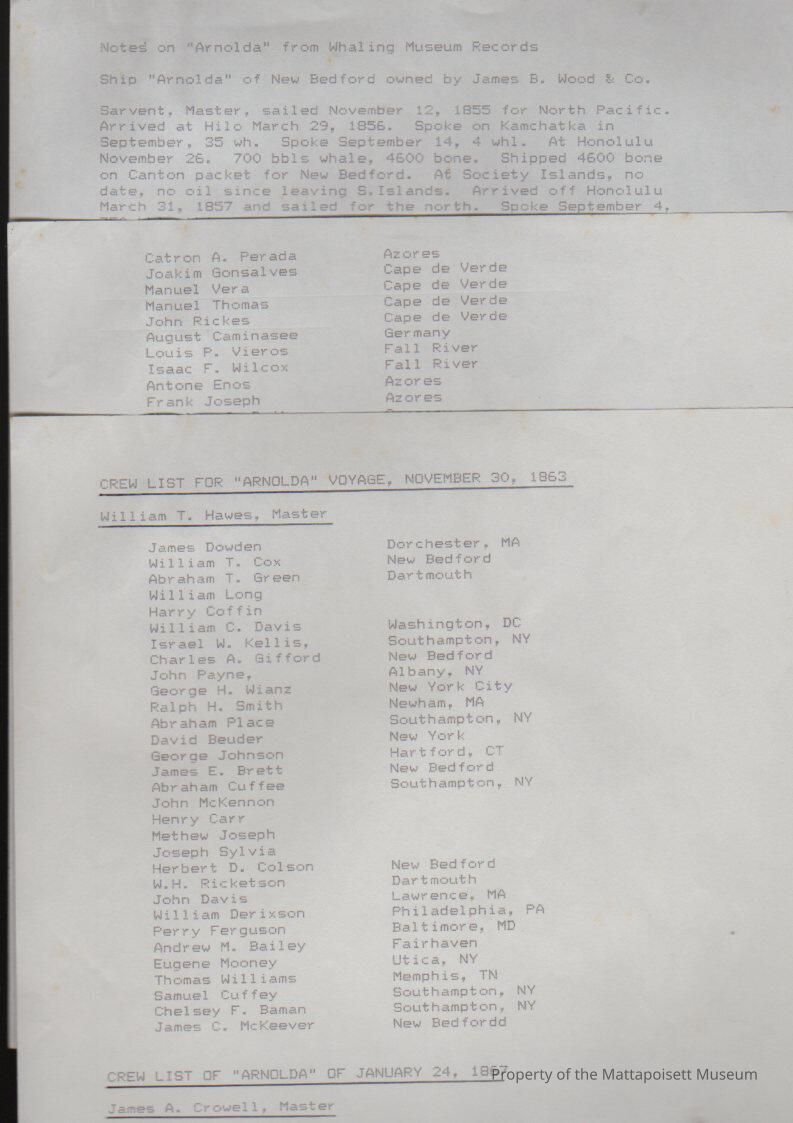 Notes on "Arnolda" from Whaling Museum Records
Ship "Arnolda" of New Bedford owned by James B. Wood & Co.
Sarvent, Master, sailed November 12, 1855 for North Pacific.
Arrived at Hilo March 29, 1856. Spoke on Kamchatka in
September, 35 wh. Spoke September 14, 4 whl. At Honolulu
November 26. 700 bbls whale, 4600 bone. Shipped 4600 bone
on Canton packet for New Bedford. At Society Islands, no
date, no oil since leaving S.Islands. Arrived off Honolulu
March 31, 1857 and sailed for the north. Spoke September 4,
Catron A. Perada Azores
Joakim Gonsalves Cape de Verde
Manuel Vera Cape de Verde
Manuel Thomas Cape de Verde
John Rickes Cape de Verde
August Caminasee Germany
Louis P. Vieros Fall River
Isaac F. Wilcox Fall River
Antone Enos Azores
Frank Joseph Azores
CREW LIST FOR "ARNOLDA" VOYAGE, NOVEMBER 30, 1863
William T. Hawes, Master
James Dowden Dorchester, MA
William T. Cox New Bedford
Abraham T. Green Dartmouth
William Long
Harry Coffin
William C. Davis Washington, DC
Israel W. Kellis, Southampton, NY
Charles A. Gifford New Bedford
John Payne, Albany, NY
George H. Wianz New York City
Ralph H. Smith Newham, MA
Abraham Place Southampton, NY
David Beuder New York
George Johnson Hartford, CT
James E. Brett New Bedford
Abraham Cuffee Southampton, NY
John McKennon
Henry Carr
Methew Joseph
Joseph Sylvia
Herbert D. Colson New Bedford
W.H. Ricketson Dartmouth
John Davis Lawrence, MA
William Derixson Philadelphia, PA
Perry Ferguson Baltimore, MD
Andrew M. Bailey Fairhaven
Eugene Mooney Utica, NY
Thomas Williams Memphis, TN
Samuel Cuffey Southampton, NY
Chelsey F. Baman Southampton, NY
James C. McKeever New Bedfordd
CREW LIST OF "ARNOLDA" OF JANUARY 24, 1867
Property of the Mattapoisett Museum
James A. Crowell, Master